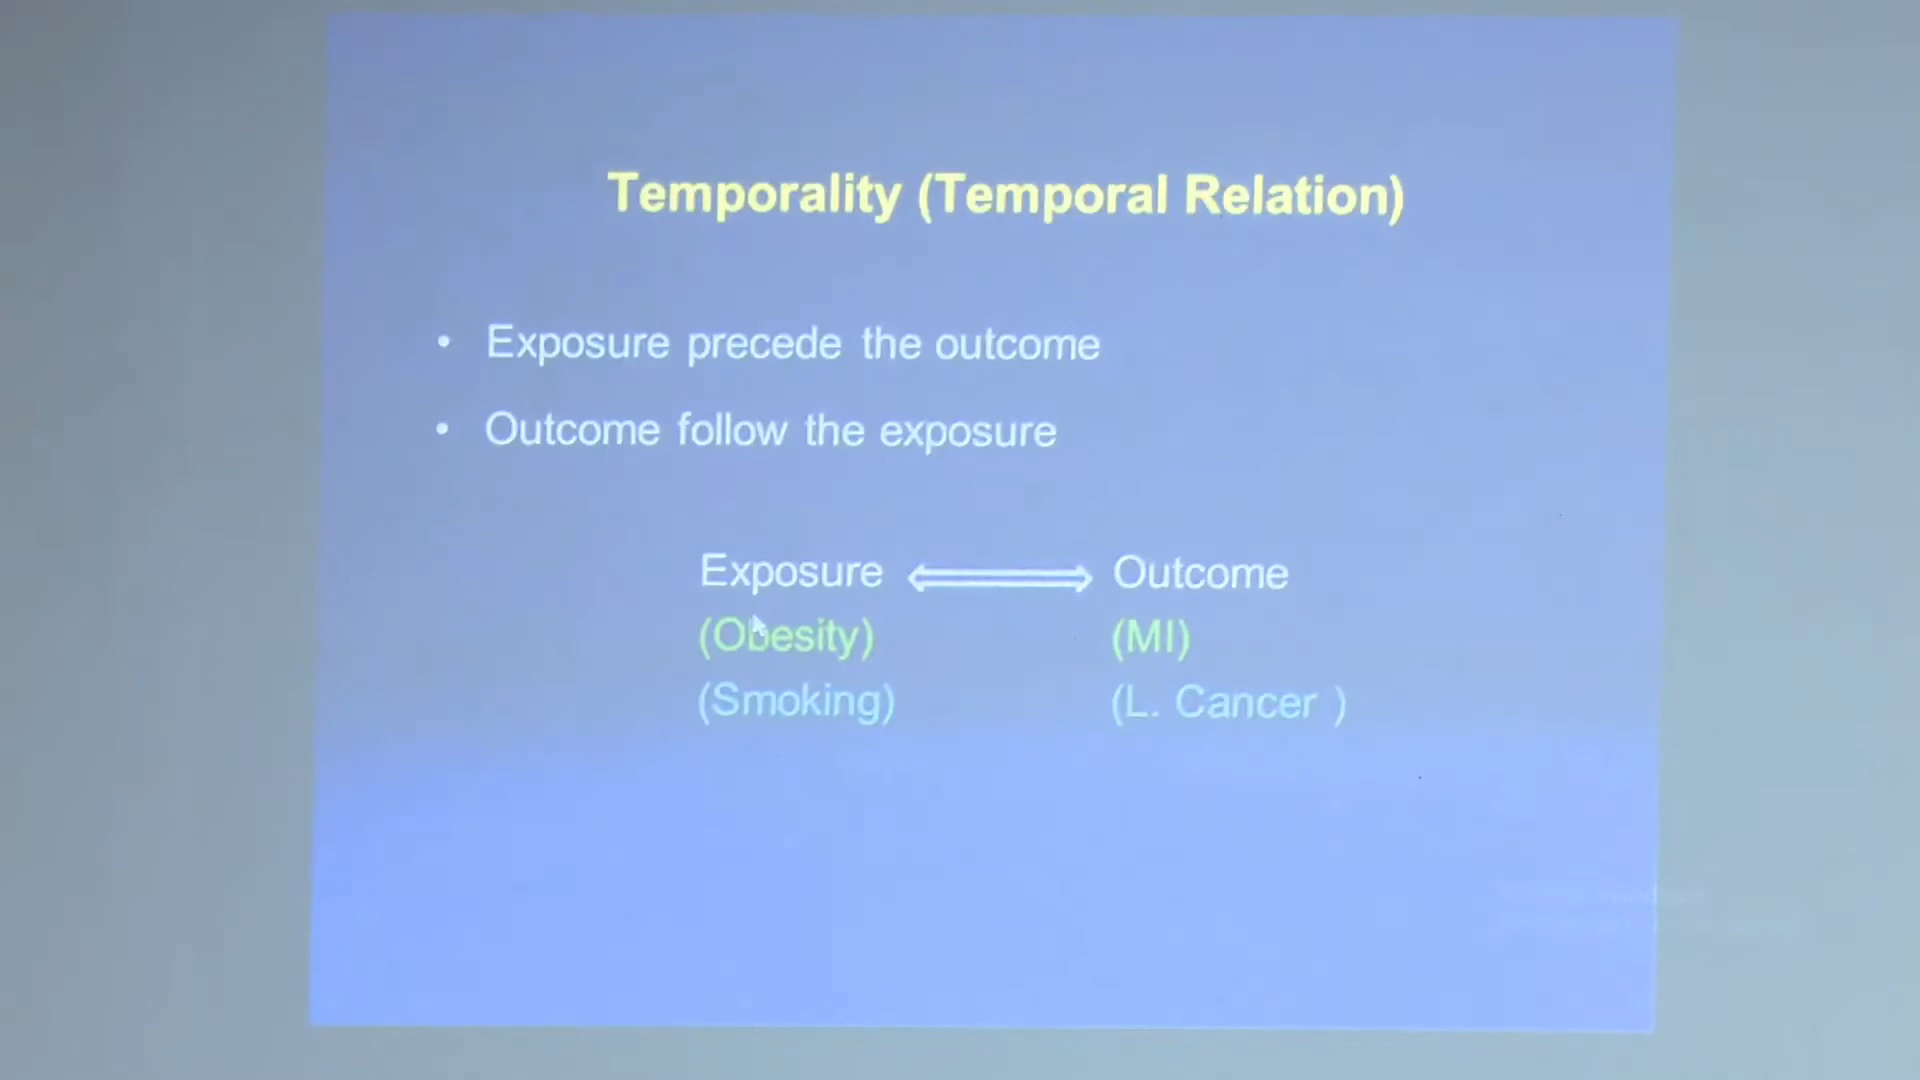 Temporality (Temporal Relation)
• Exposure precede the outcome
• Outcome follow the exposure
Exposure ⟺ Outcome
(Obesity) (MI)
(Smoking) (L. Cancer )